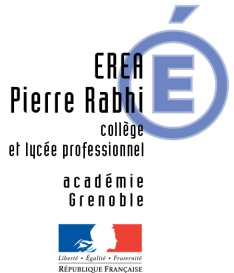 EREA
Pierre Rabhi
É
collège
et lycée professionnel
académie
Grenoble
Liberté • Égalité • Fraternité
RÉPUBLIQUE FRANÇAISE